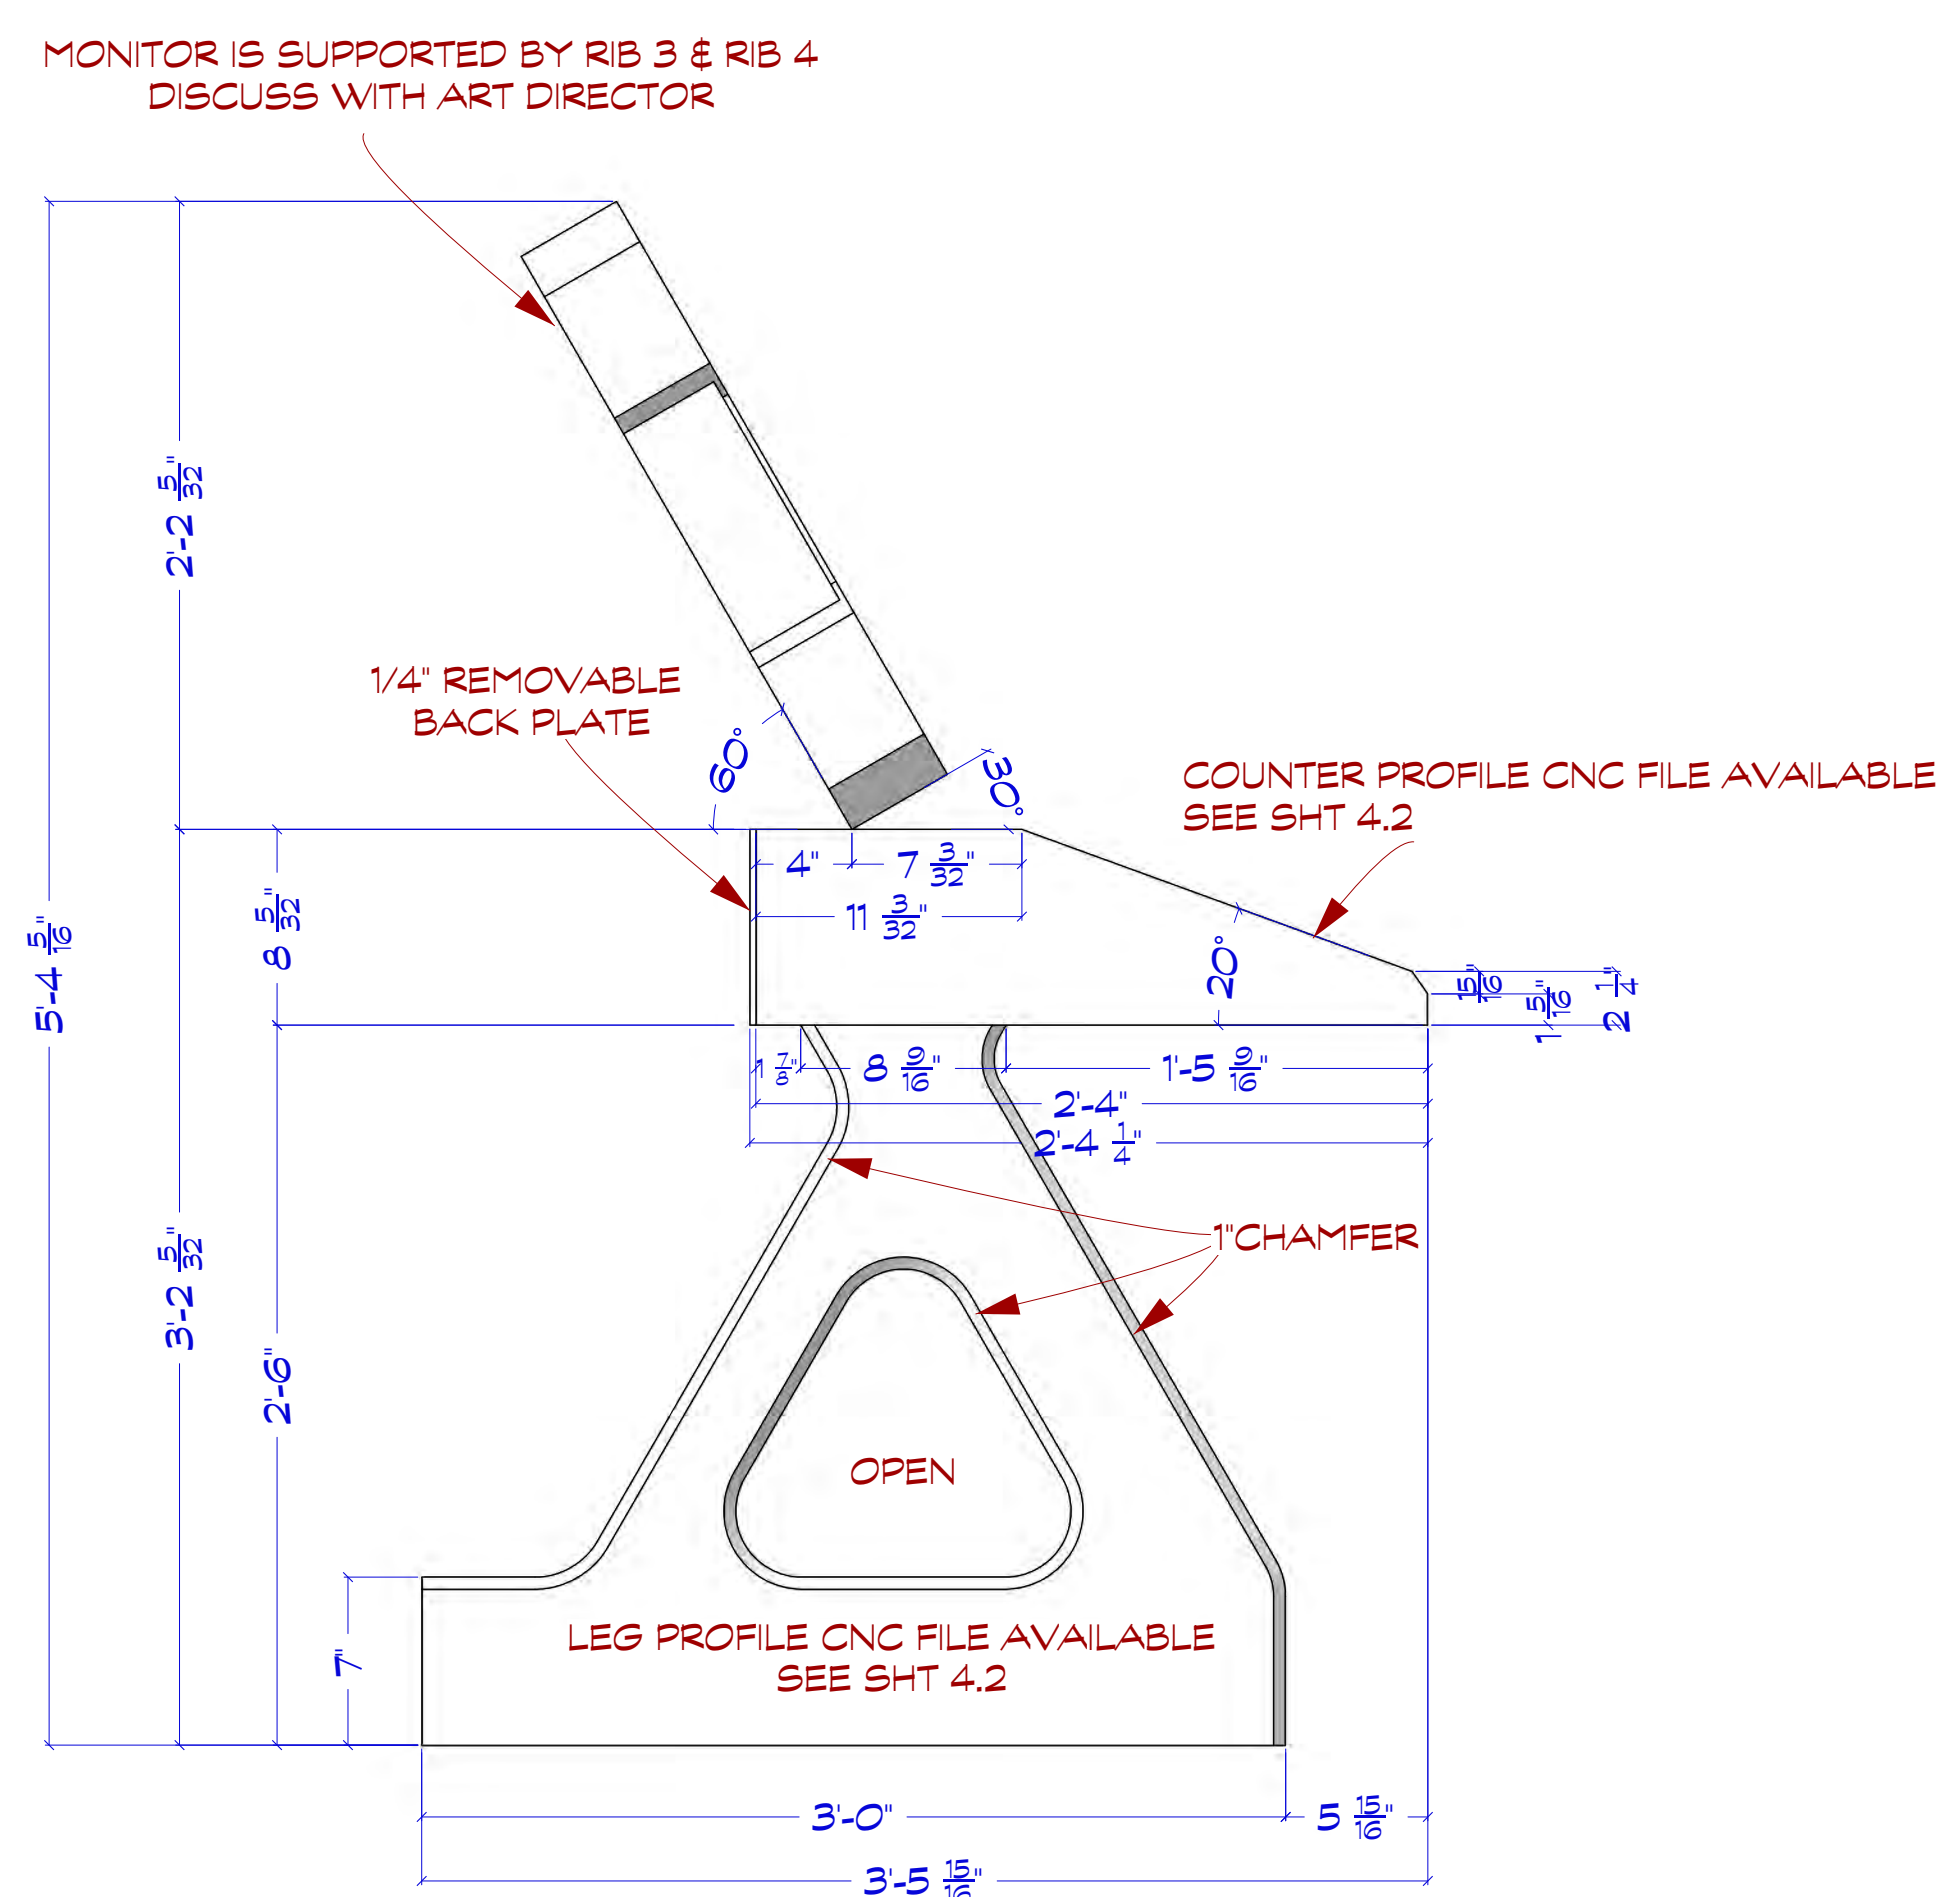 MONITOR IS SUPPORTED BY RIB 3 & RIB 4
DISCUSS WITH ART DIRECTOR
2'-2 5/32"
5'-4 5/16"
1/4" REMOVABLE
BACK PLATE
60°
30°
COUNTER PROFILE CNC FILE AVAILABLE
SEE SHT 4.2
4"
7 3/32"
11 3/32"
8 5/32"
20°
15/16"
1 5/16"
2 1/4"
1 7/8"
8 9/16"
1'-5 9/16"
2'-4"
2'-4 1/4"
1"CHAMFER
3'-2 5/32"
2'-6"
OPEN
7"
LEG PROFILE CNC FILE AVAILABLE
SEE SHT 4.2
3'-0"
5 15/16"
3'-5 15/16"